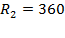 R₂ = 360